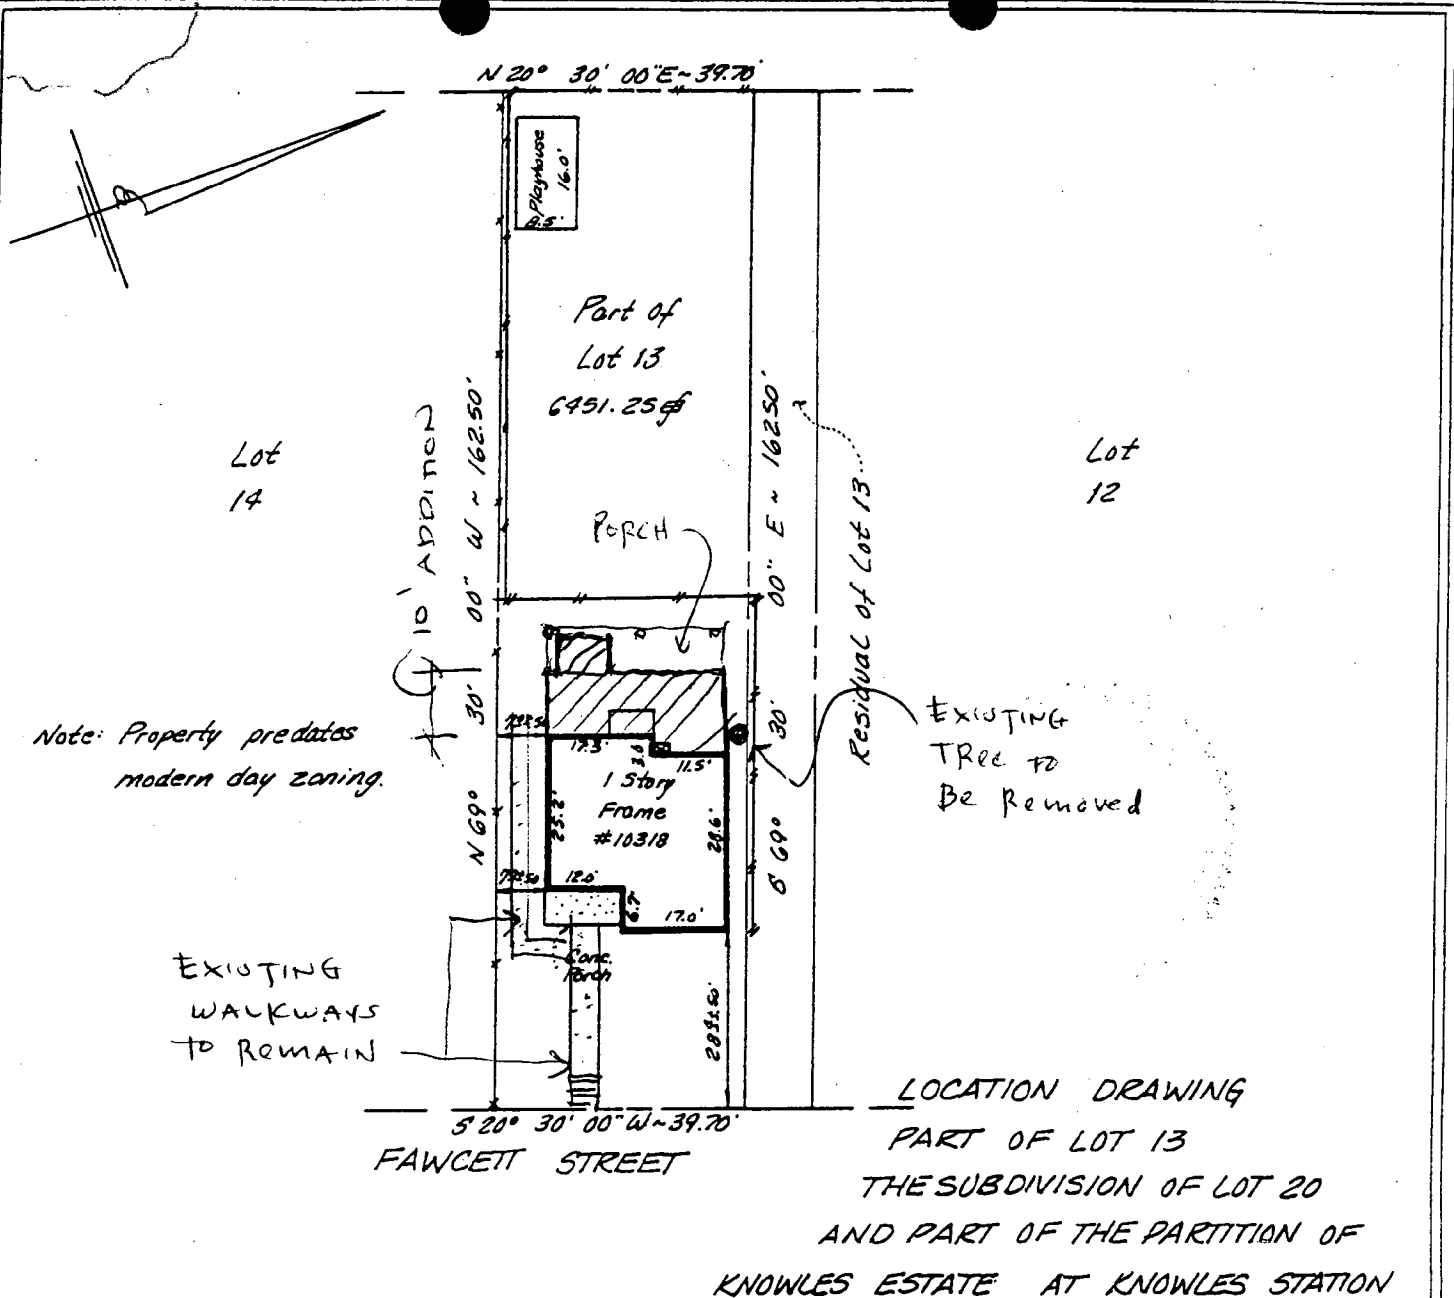 N 20° 30' 00"E~39.70'
Playhouse
16.0'
8.5'
Part of
Lot 13
6451.25
Lot
14
Lot
12
10' ADDITION
N 69° 30' 00" W ~ 162.50'
S 69° 30' 00" E ~ 162.50'
Residual of Lot 13
PORCH
EXISTING
TRee TO
Be Removed
Note: Property predates
modern day zoning.
17.3'
3.0'
11.5'
1 Story
Frame
#10318
25.2'
28.6'
12.0'
6.7'
17.0'
Conc.
Porch
EXISTING
WALKWAYS
TO ReMAIN
S 20° 30' 00" W~39.70'
FAWCETT STREET
LOCATION DRAWING
PART OF LOT 13
THE SUBDIVISION OF LOT 20
AND PART OF THE PARTITION OF
KNOWLES ESTATE AT KNOWLES STATION